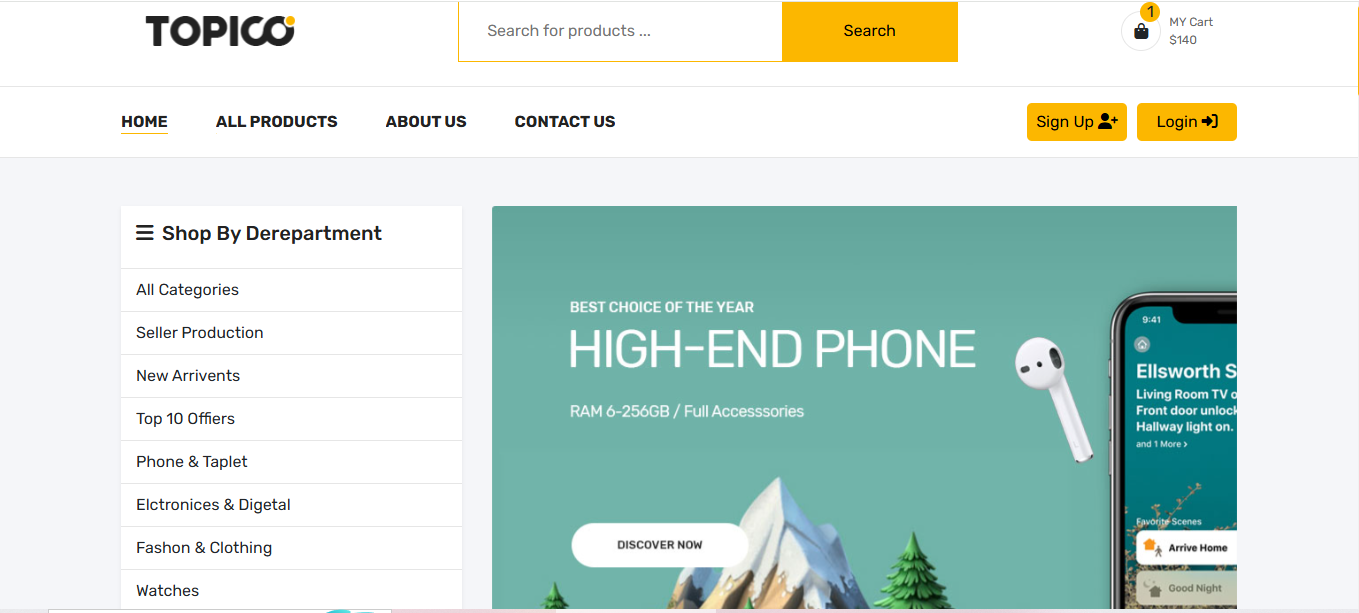 TOPICO
Search for products ...
Search
1
MY Cart
$140
HOME
ALL PRODUCTS
ABOUT US
CONTACT US
Sign Up
Login
Shop By Derepartment
All Categories
Seller Production
New Arrivents
Top 10 Offiers
Phone & Taplet
Elctronices & Digetal
Fashon & Clothing
Watches
BEST CHOICE OF THE YEAR
HIGH-END PHONE
RAM 6-256GB / Full Accesssories
DISCOVER NOW
9:41
Ellsworth S
Living Room TV o
Front door unlock
Hallway light on.
and 1 More >
Favorite Scenes
Arrive Home
Good Night